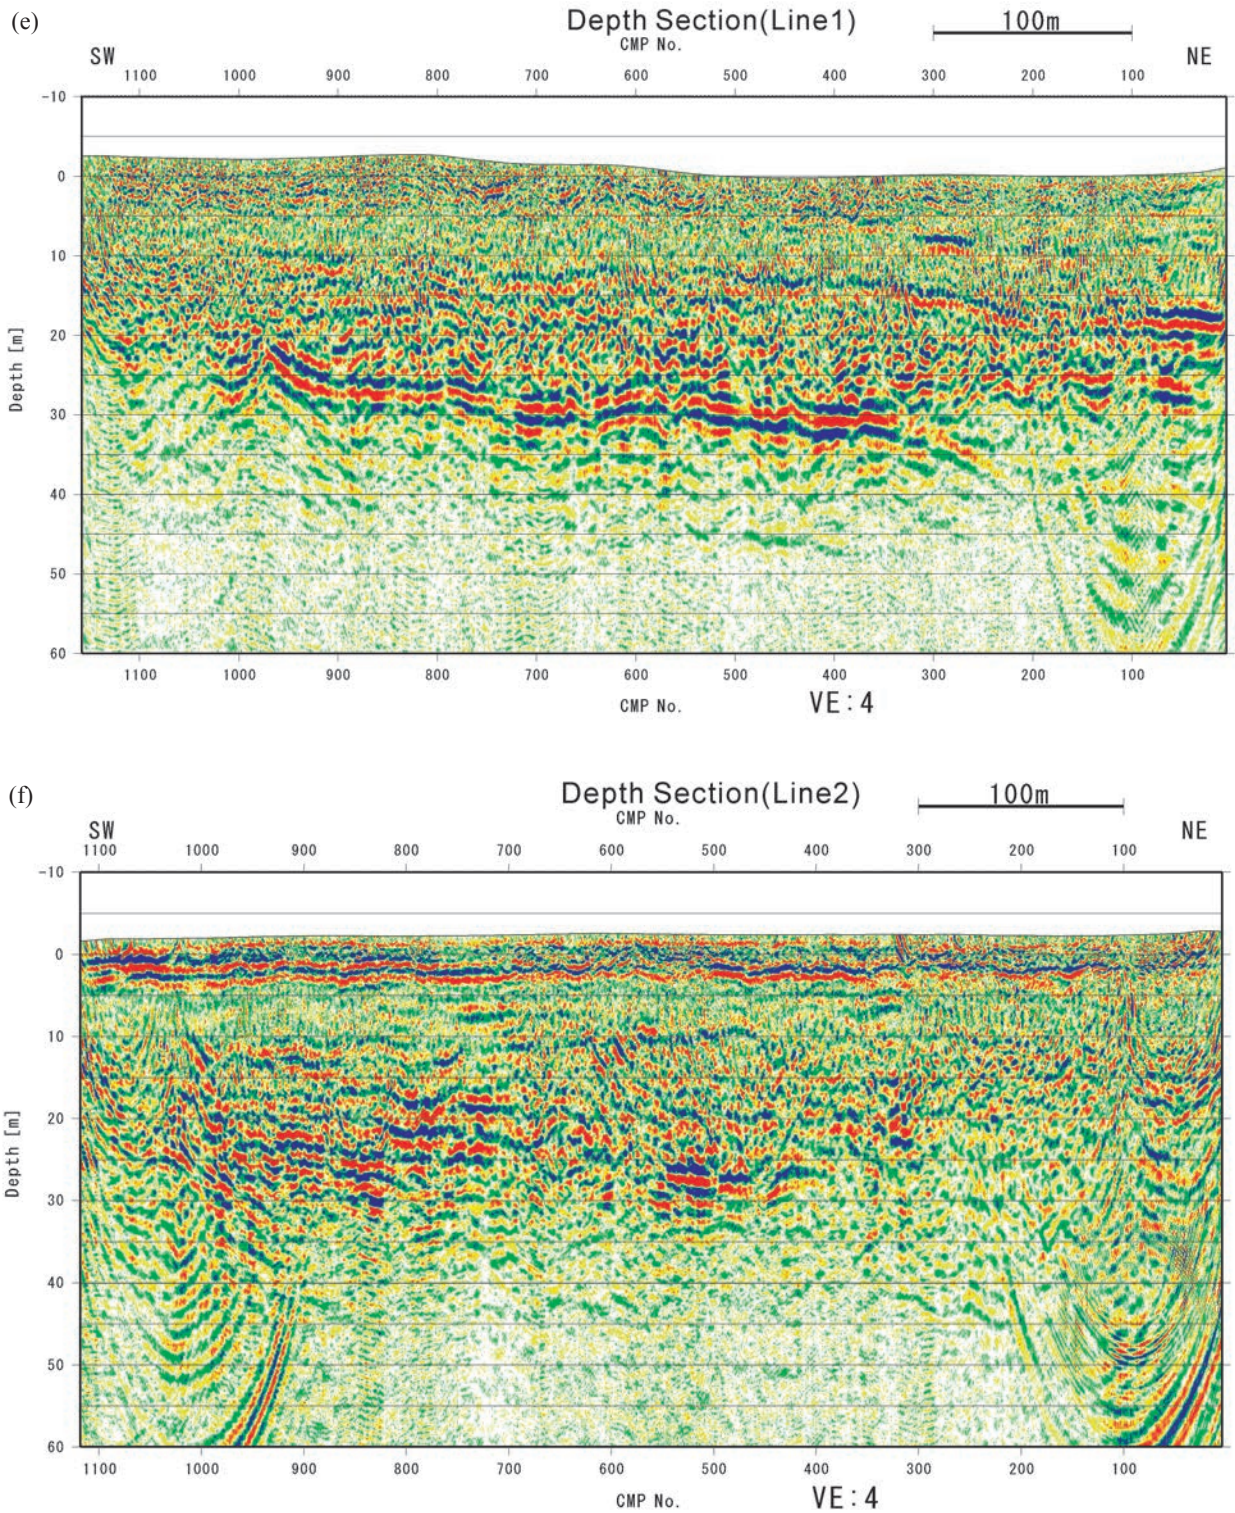 (e)
Depth Section(Line1)
100m
CMP No.
SW
NE
1100 1000 900 800 700 600 500 400 300 200 100
-10
0
10
20
30
40
50
60
Depth [m]
1100 1000 900 800 700 600 500 400 300 200 100
CMP No.
VE:4
(f)
Depth Section(Line2)
100m
CMP No.
SW
NE
1100 1000 900 800 700 600 500 400 300 200 100
-10
0
10
20
30
40
50
60
Depth [m]
1100 1000 900 800 700 600 500 400 300 200 100
CMP No.
VE:4